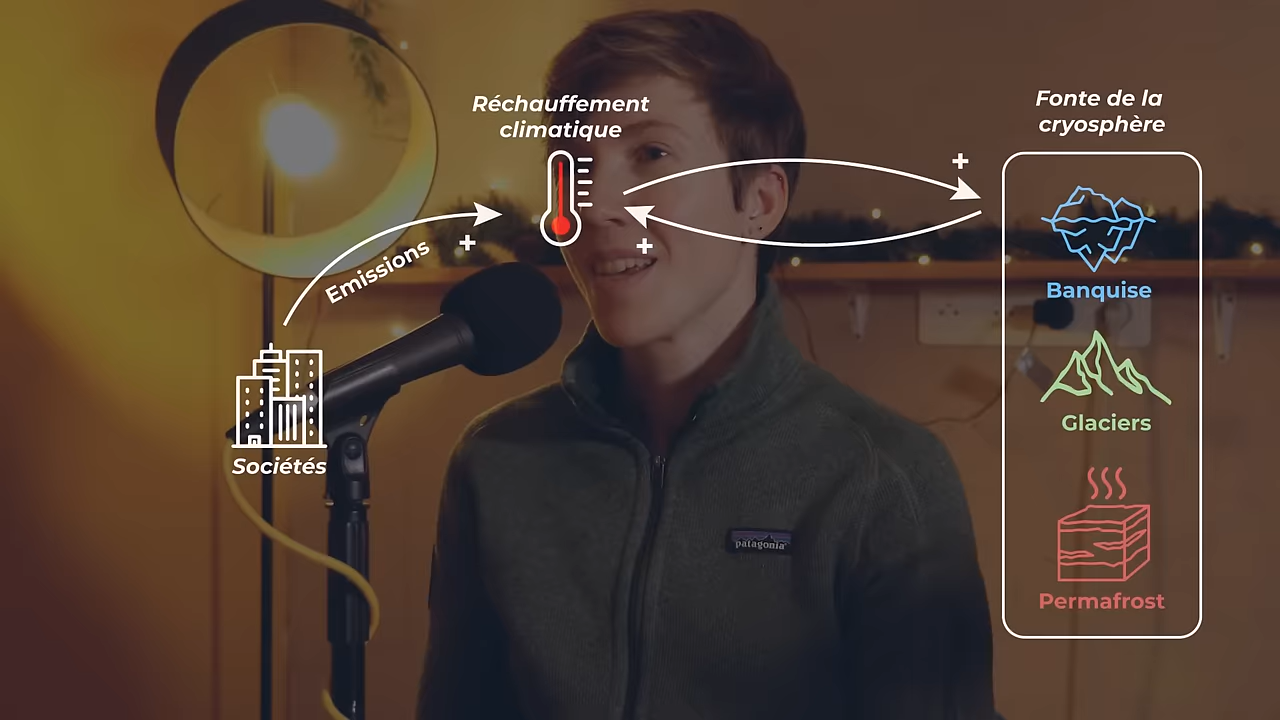 Réchauffement
climatique
Fonte de la
cryosphère
+
+
+
Emissions
Sociétés
Banquise
Glaciers
Permafrost
patagonia